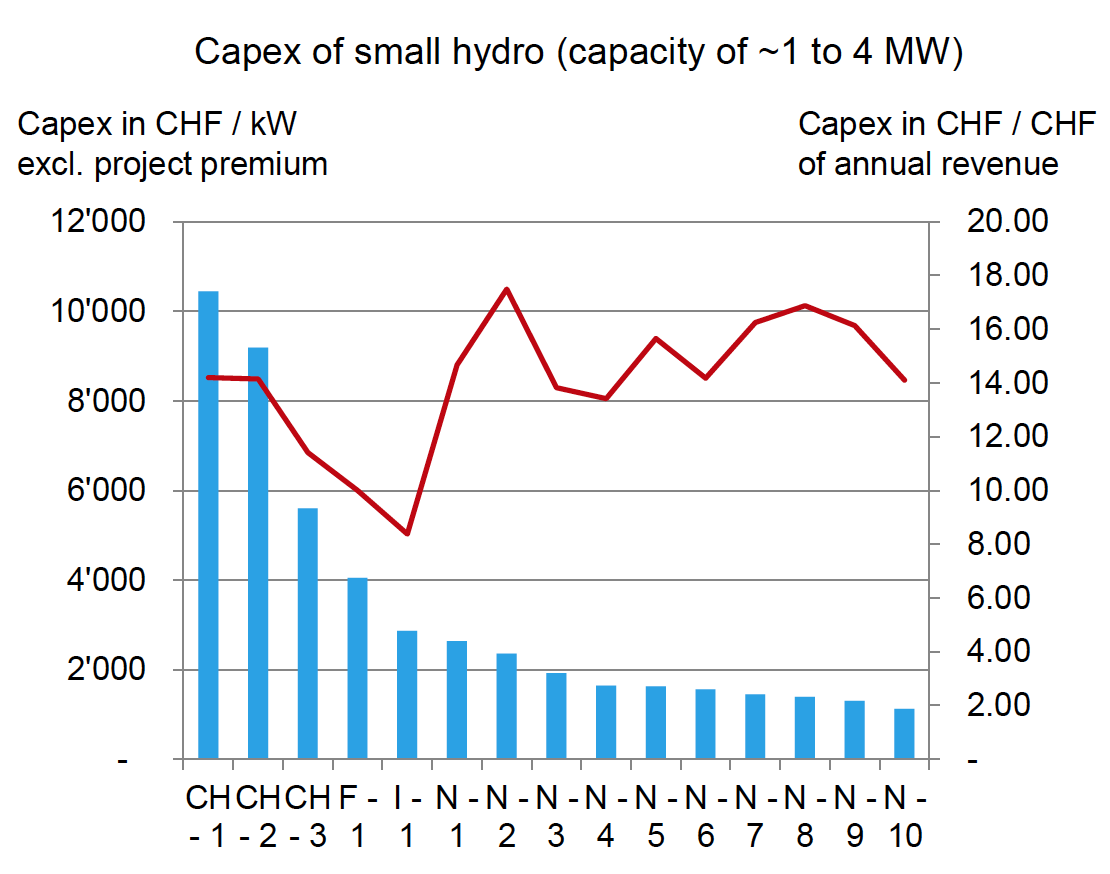 Capex of small hydro (capacity of ~1 to 4 MW)
Capex in CHF / kW
excl. project premium
Capex in CHF / CHF
of annual revenue
12'000
10'000
8'000
6'000
4'000
2'000
-
20.00
18.00
16.00
14.00
12.00
10.00
8.00
6.00
4.00
2.00
-
CH CH CH F - I - N - N - N - N - N - N - N - N - N - N -
- 1 - 2 - 3 1 1 1 2 3 4 5 6 7 8 9 10